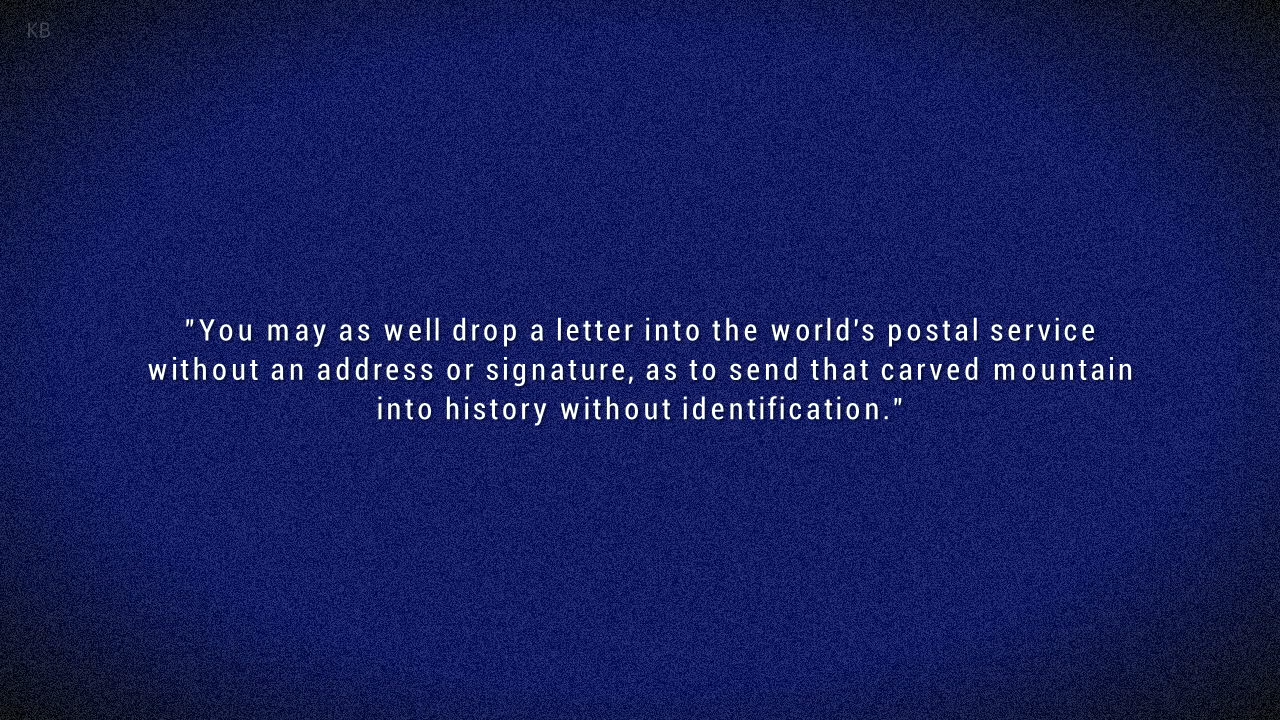 KB
"You may as well drop a letter into the world's postal service
without an address or signature, as to send that carved mountain
into history without identification."